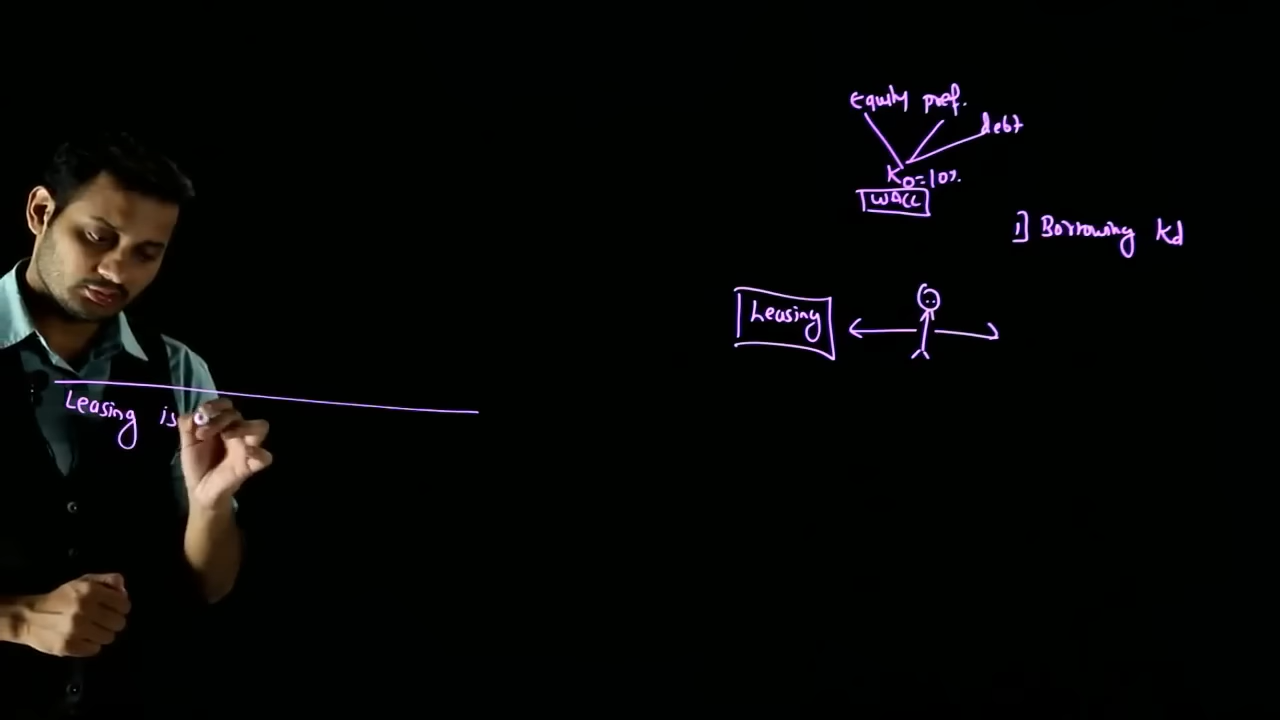 Equity pref.
debt
Ko=10%.
WACC
1] Borrowing Kd
Leasing
Leasing is